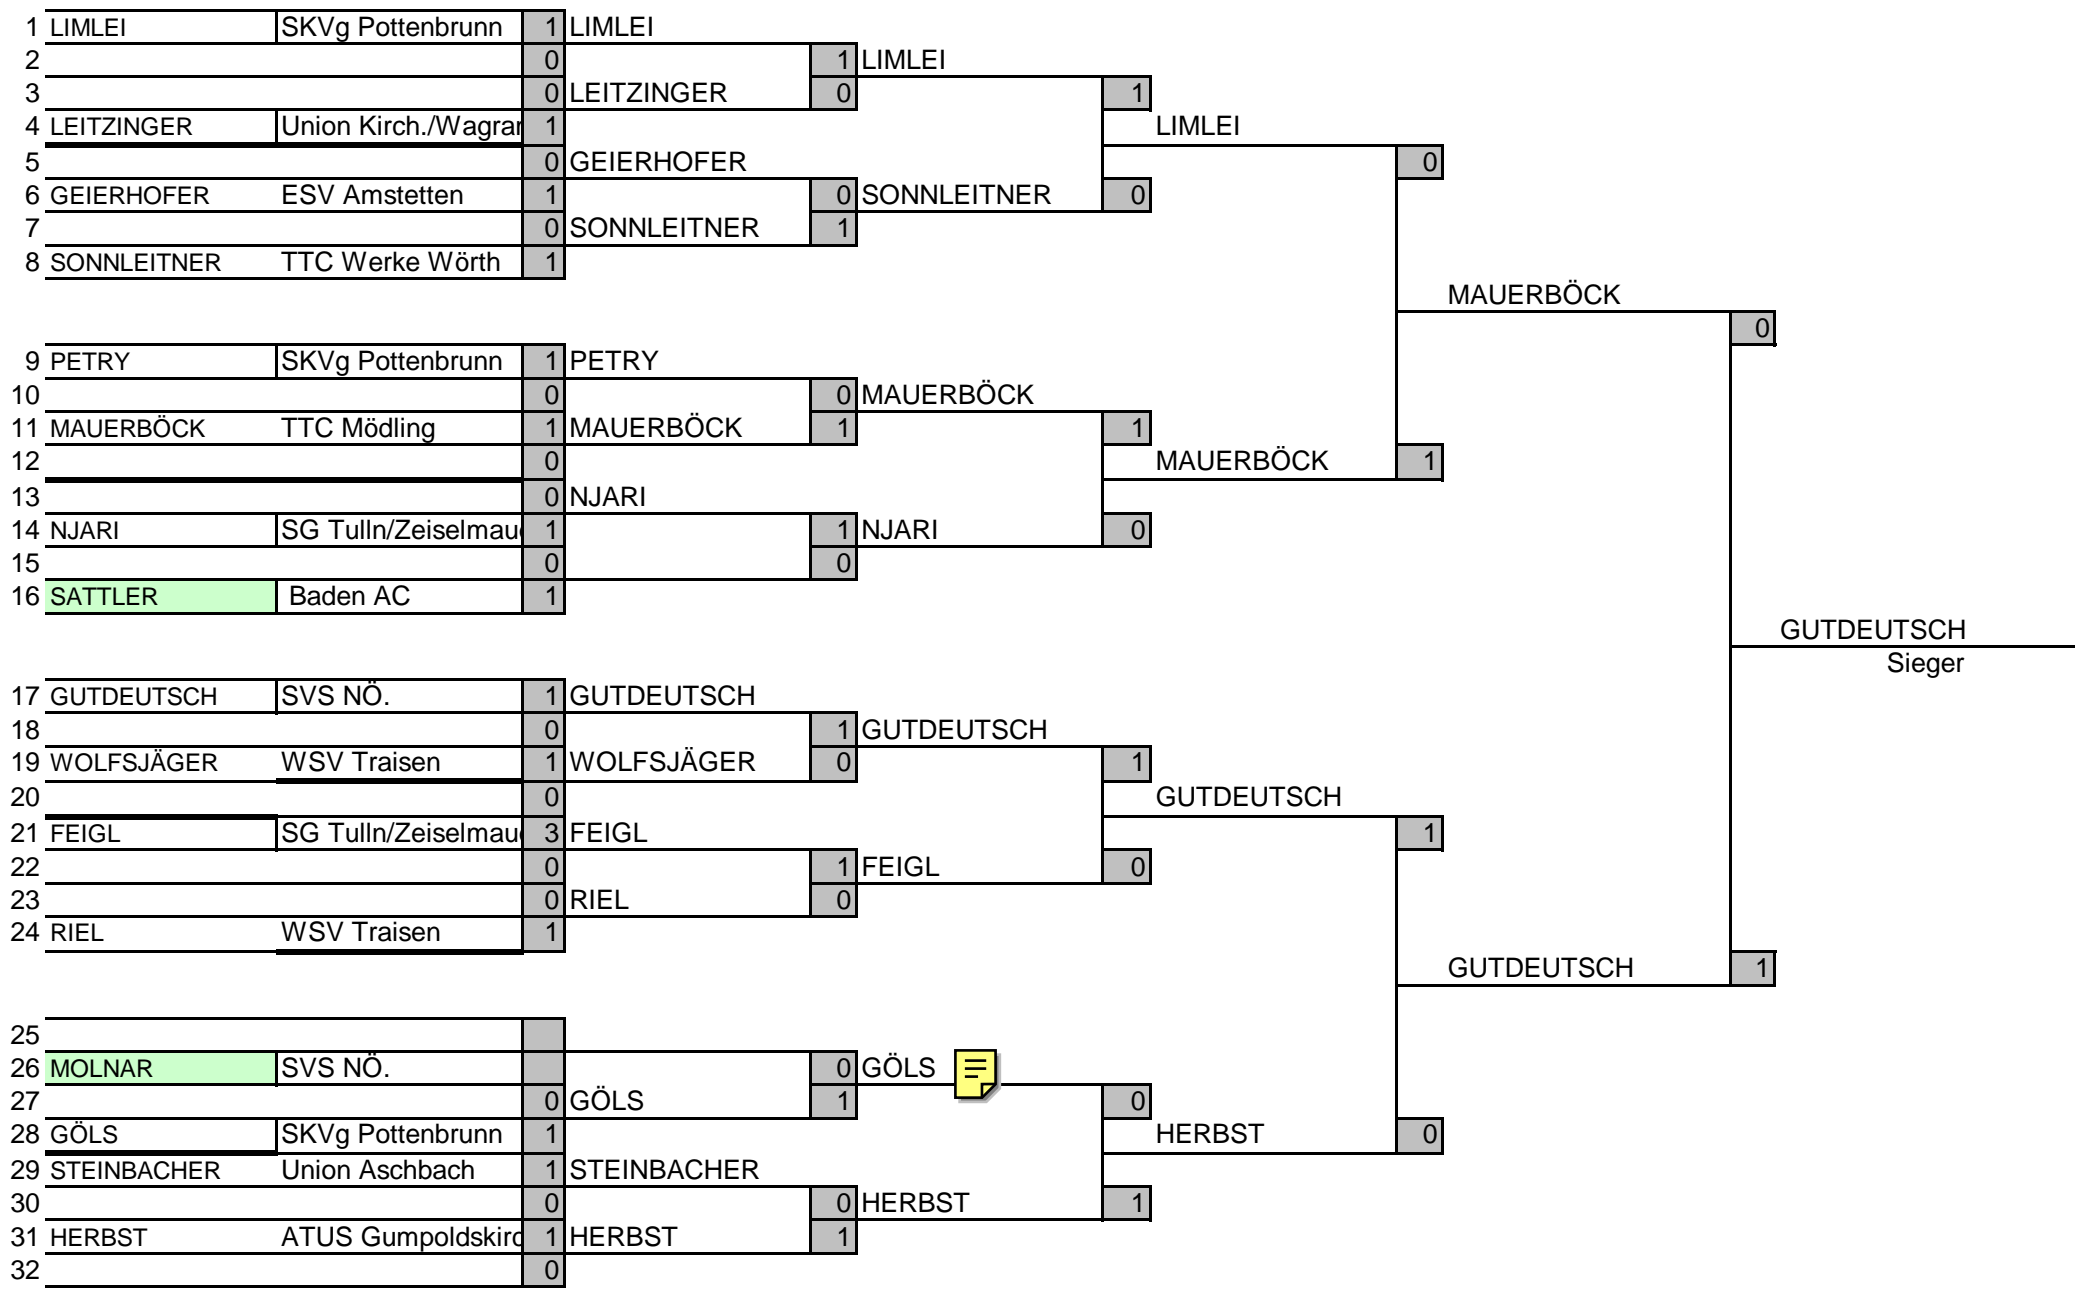 1 LIMLEI SKVg Pottenbrunn 1 LIMLEI
2 0 1 LIMLEI
3 0 LEITZINGER 0 1
4 LEITZINGER Union Kirch./Wagrar 1 LIMLEI
5 0 GEIERHOFER 0
6 GEIERHOFER ESV Amstetten 1 0 SONNLEITNER 0
7 0 SONNLEITNER 1
8 SONNLEITNER TTC Werke Wörth 1
MAUERBÖCK
0
9 PETRY SKVg Pottenbrunn 1 PETRY
10 0 0 MAUERBÖCK
11 MAUERBÖCK TTC Mödling 1 MAUERBÖCK 1 1
12 0 MAUERBÖCK 1
13 0 NJARI
14 NJARI SG Tulln/Zeiselmau 1 1 NJARI 0
15 0 0
16 SATTLER Baden AC 1
GUTDEUTSCH
Sieger
17 GUTDEUTSCH SVS NÖ. 1 GUTDEUTSCH
18 0 1 GUTDEUTSCH
19 WOLFSJÄGER WSV Traisen 1 WOLFSJÄGER 0 1
20 0 GUTDEUTSCH
21 FEIGL SG Tulln/Zeiselmau 3 FEIGL 1
22 0 1 FEIGL 0
23 0 RIEL 0
24 RIEL WSV Traisen 1
GUTDEUTSCH 1
25
26 MOLNAR SVS NÖ. 0 GÖLS
27 0 GÖLS 1 0
28 GÖLS SKVg Pottenbrunn 1 HERBST 0
29 STEINBACHER Union Aschbach 1 STEINBACHER
30 0 0 HERBST 1
31 HERBST ATUS Gumpoldskirc 1 HERBST 1
32 0